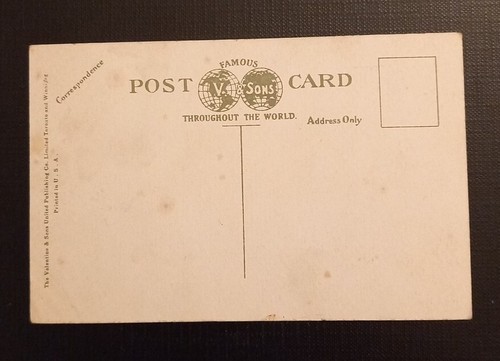 FAMOUS
POST V. & SONS CARD
THROUGHOUT THE WORLD.
Correspondence
Address Only
The Valentine & Sons United Publishing Co. Limited Toronto and Winnipeg
Printed in U. S. A.